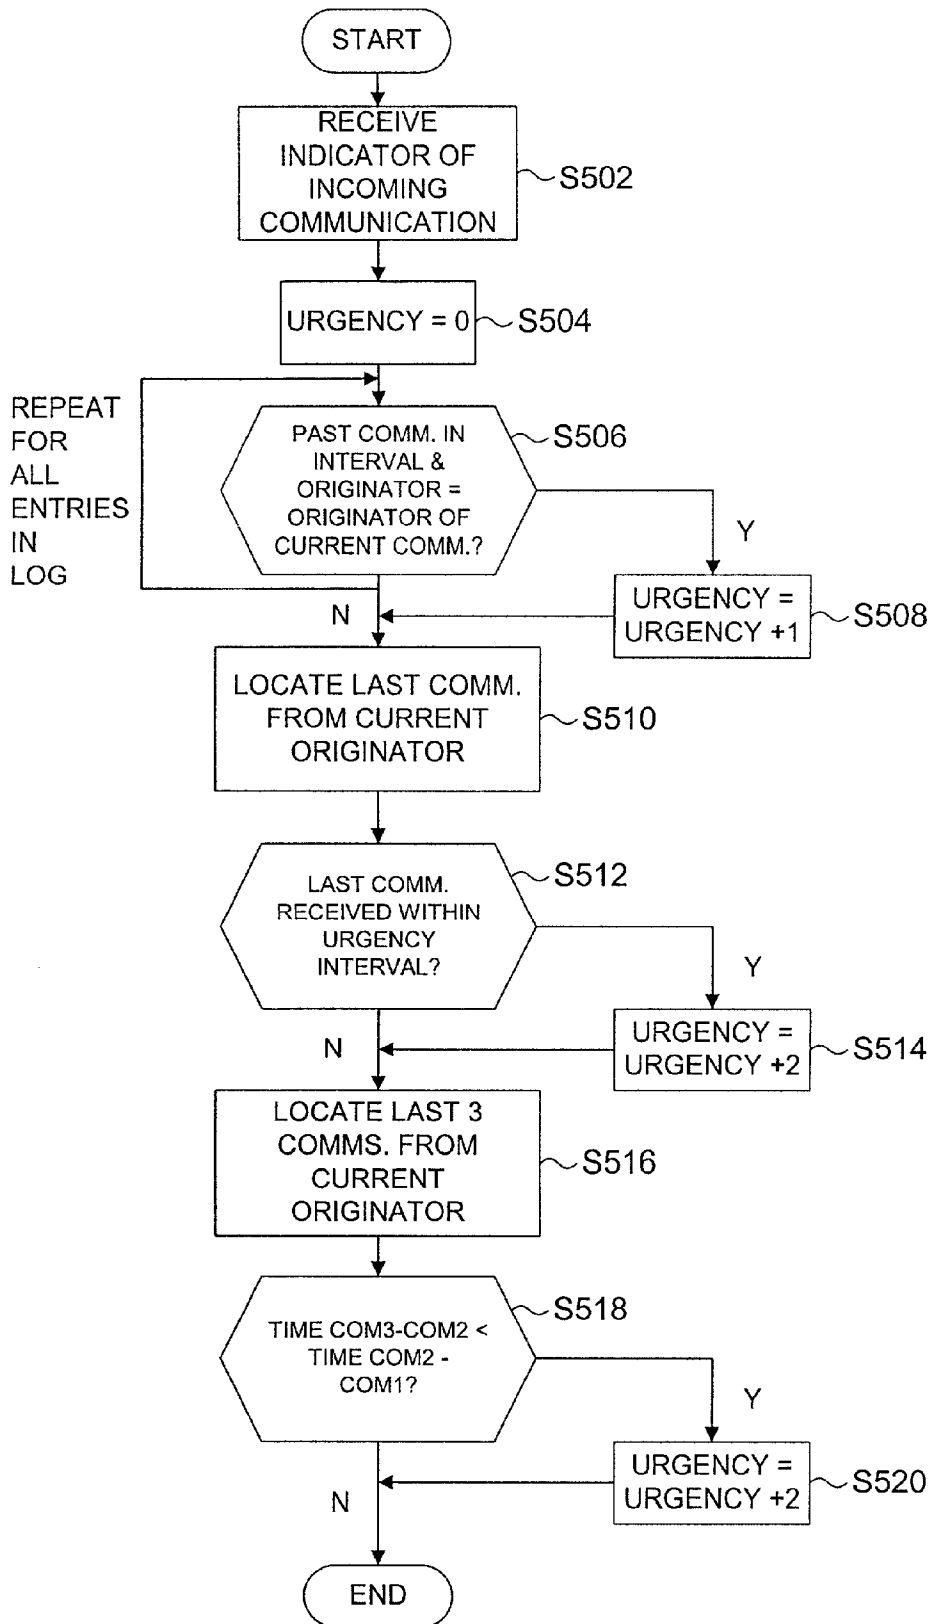 START
RECEIVE
INDICATOR OF
INCOMING
COMMUNICATION
S502
URGENCY = 0
S504
REPEAT
FOR
ALL
ENTRIES
IN
LOG
PAST COMM. IN
INTERVAL &
ORIGINATOR =
ORIGINATOR OF
CURRENT COMM.?
S506
Y
N
URGENCY =
URGENCY +1
S508
LOCATE LAST COMM.
FROM CURRENT
ORIGINATOR
S510
LAST COMM.
RECEIVED WITHIN
URGENCY
INTERVAL?
S512
Y
N
URGENCY =
URGENCY +2
S514
LOCATE LAST 3
COMMS. FROM
CURRENT
ORIGINATOR
S516
TIME COM3-COM2 <
TIME COM2 -
COM1?
S518
Y
N
URGENCY =
URGENCY +2
S520
END